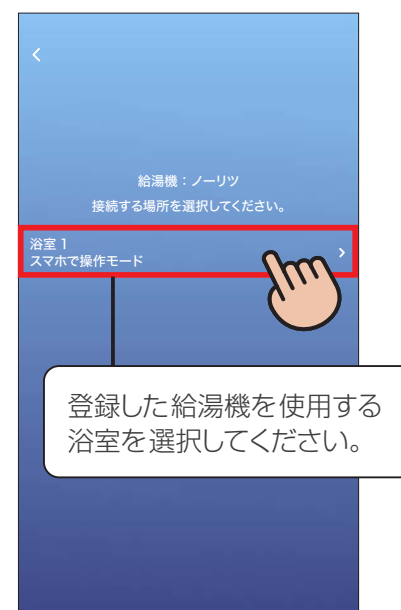 給湯機：ノーリツ
接続する場所を選択してください。
浴室 1
スマホで操作モード
登録した給湯機を使用する
浴室を選択してください。